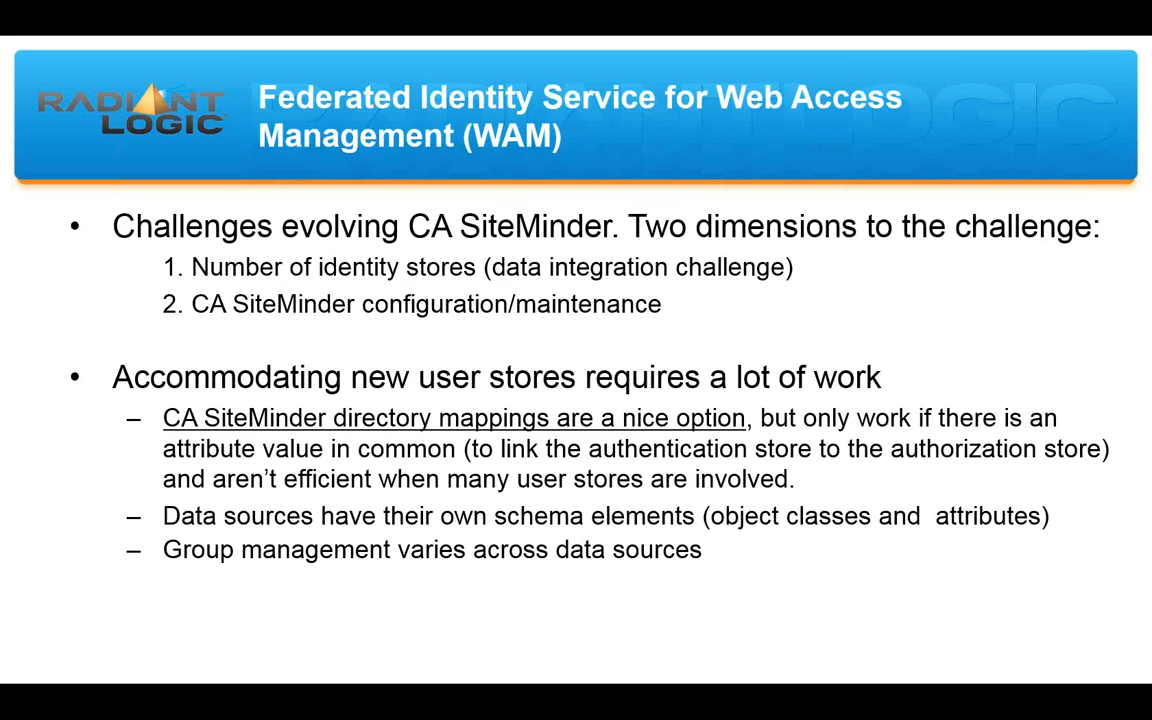 RADIANT
LOGIC
Federated Identity Service for Web Access
Management (WAM)
• Challenges evolving CA SiteMinder. Two dimensions to the challenge:
1. Number of identity stores (data integration challenge)
2. CA SiteMinder configuration/maintenance
• Accommodating new user stores requires a lot of work
– CA SiteMinder directory mappings are a nice option, but only work if there is an
attribute value in common (to link the authentication store to the authorization store)
and aren’t efficient when many user stores are involved.
– Data sources have their own schema elements (object classes and  attributes)
– Group management varies across data sources